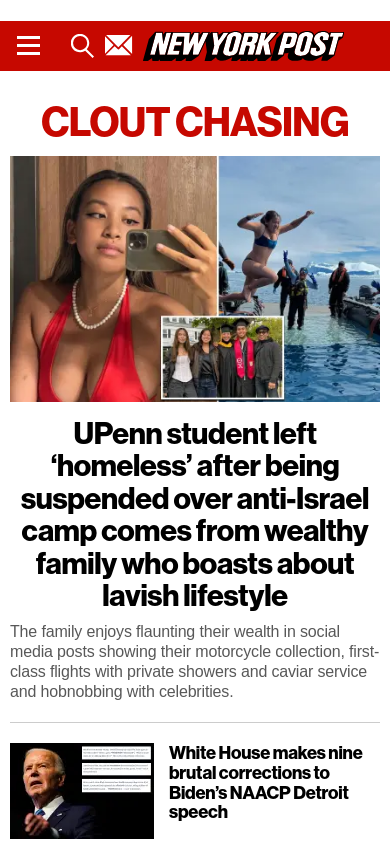 NEW YORK POST
CLOUT CHASING
UPenn student left
‘homeless’ after being
suspended over anti-Israel
camp comes from wealthy
family who boasts about
lavish lifestyle
The family enjoys flaunting their wealth in social
media posts showing their motorcycle collection, first-
class flights with private showers and caviar service
and hobnobbing with celebrities.
White House makes nine
brutal corrections to
Biden’s NAACP Detroit
speech